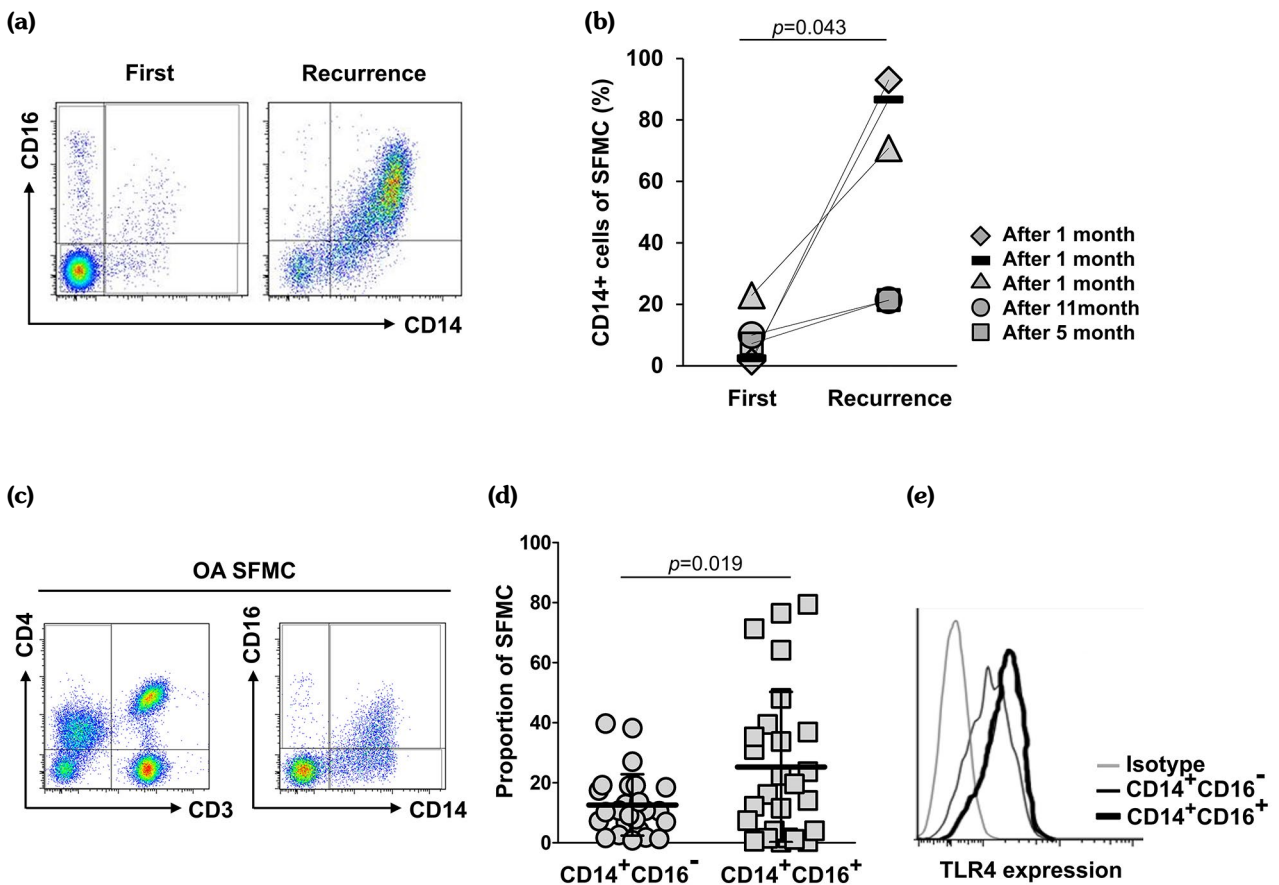 (a)
First
Recurrence
CD16
CD14
(b)
p=0.043
CD14+ cells of SFMC (%)
100
80
60
40
20
0
First
Recurrence
After 1 month
After 1 month
After 1 month
After 11month
After 5 month
(c)
OA SFMC
CD4
CD3
CD16
CD14
(d)
p=0.019
Proportion of SFMC
100
80
60
40
20
0
CD14+CD16-
CD14+CD16+
(e)
Isotype
CD14+CD16-
CD14+CD16+
TLR4 expression